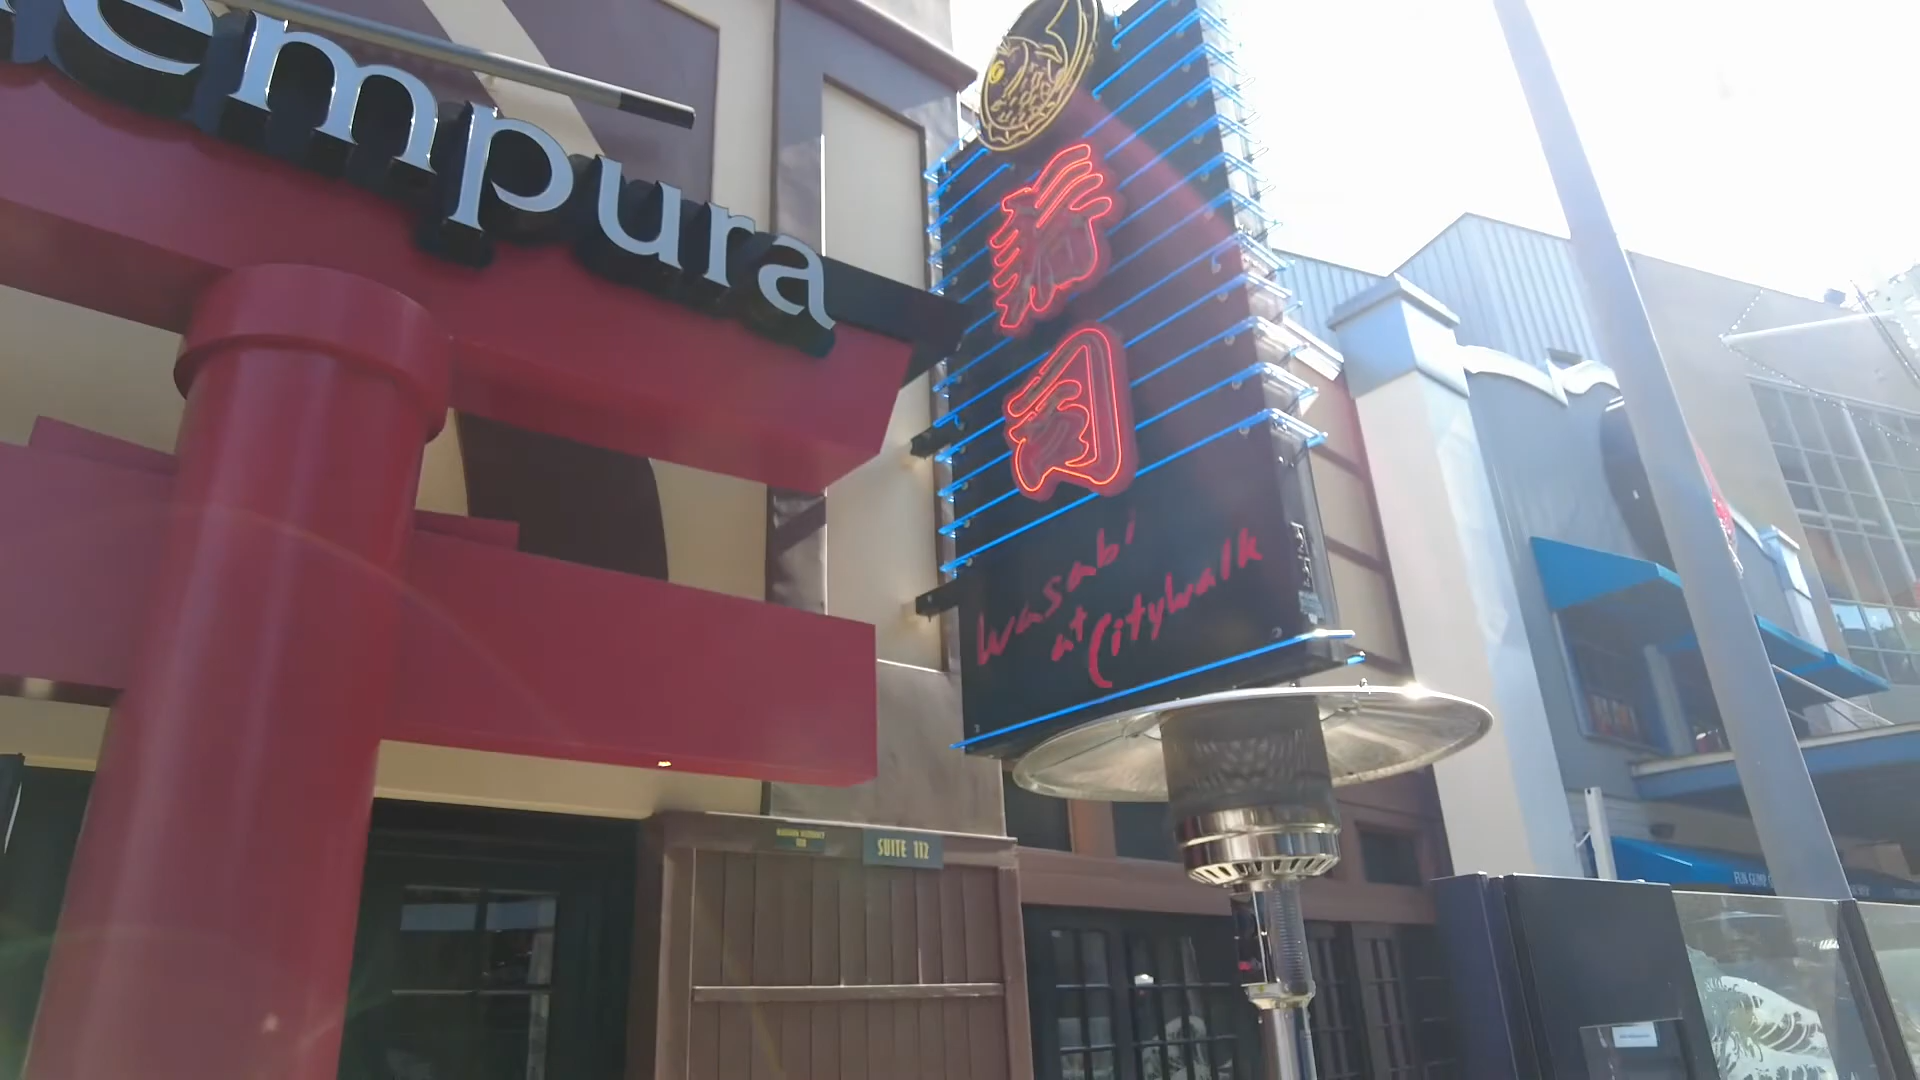 empura
寿
司
wasabi
at Citywalk
SUITE 112